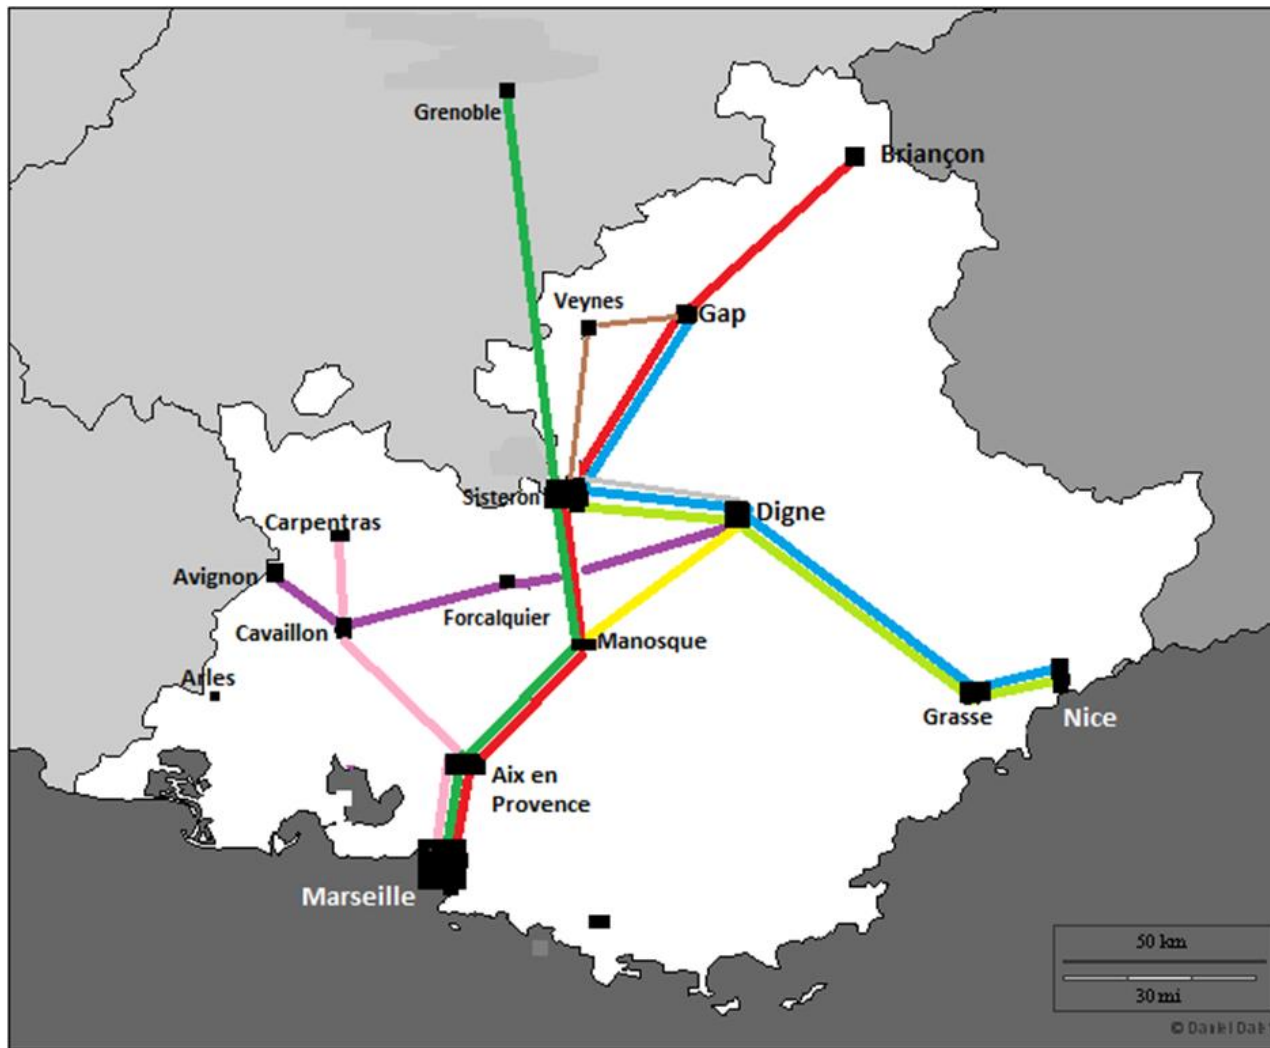 Grenoble
Briançon
Veynes
Gap
Sisteron
Digne
Carpentras
Avignon
Forcalquier
Cavaillon
Manosque
Arles
Grasse
Nice
Aix en
Provence
Marseille
50 km
30 mi